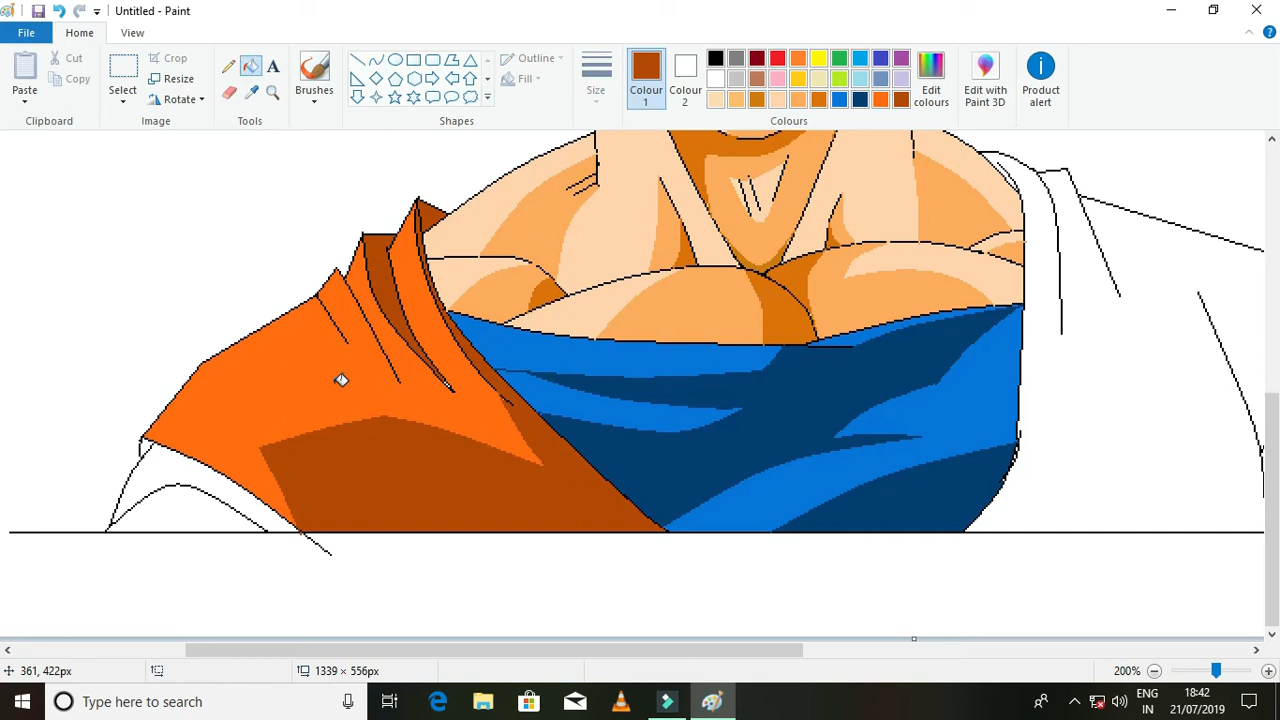 Untitled - Paint
File Home View
Paste
Cut
Copy
Clipboard
Select
Crop
Resize
Rotate
Image
A
Tools
Brushes
Outline
Fill
Shapes
Size
Colour 1
Colour 2
Edit colours
Colours
Edit with Paint 3D
Product alert
361, 422px 1339 × 556px 200%
Type here to search
ENG
IN
18:42
21/07/2019